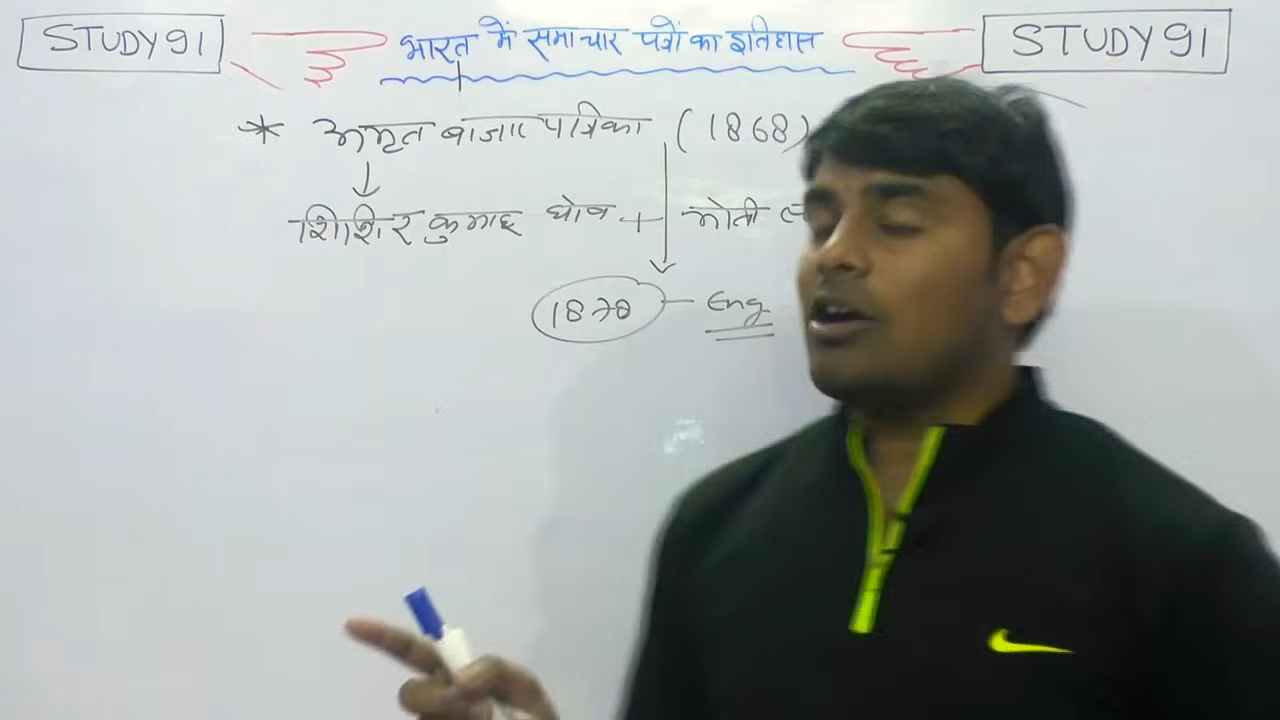 STUDY91 भारत में समाचार पत्रों का इतिहास STUDY91
* अमृत बाजार पत्रिका (1868)
शिशिर कुमार घोष + मोती
1878 - Eng